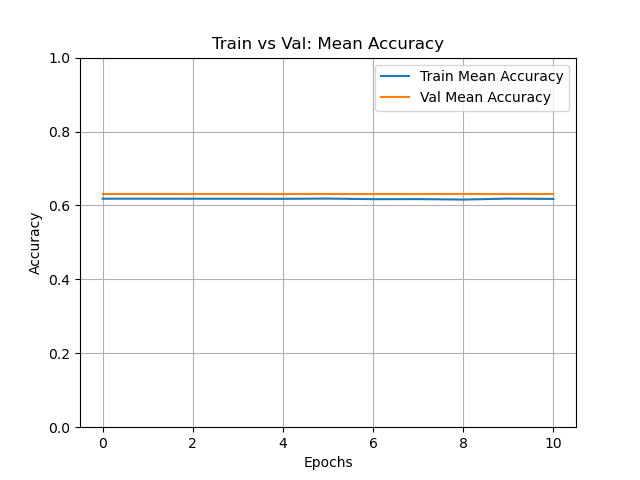 Train vs Val: Mean Accuracy
1.0
Train Mean Accuracy
Val Mean Accuracy
0.8
0.6
0.4
0.2
0.0
Accuracy
0 2 4 6 8 10
Epochs